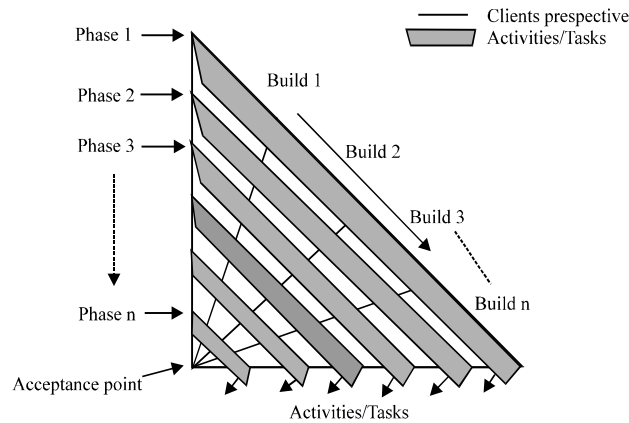 Clients prespective
Activities/Tasks
Phase 1
Build 1
Phase 2
Phase 3
Build 2
Build 3
Build n
Phase n
Acceptance point
Activities/Tasks